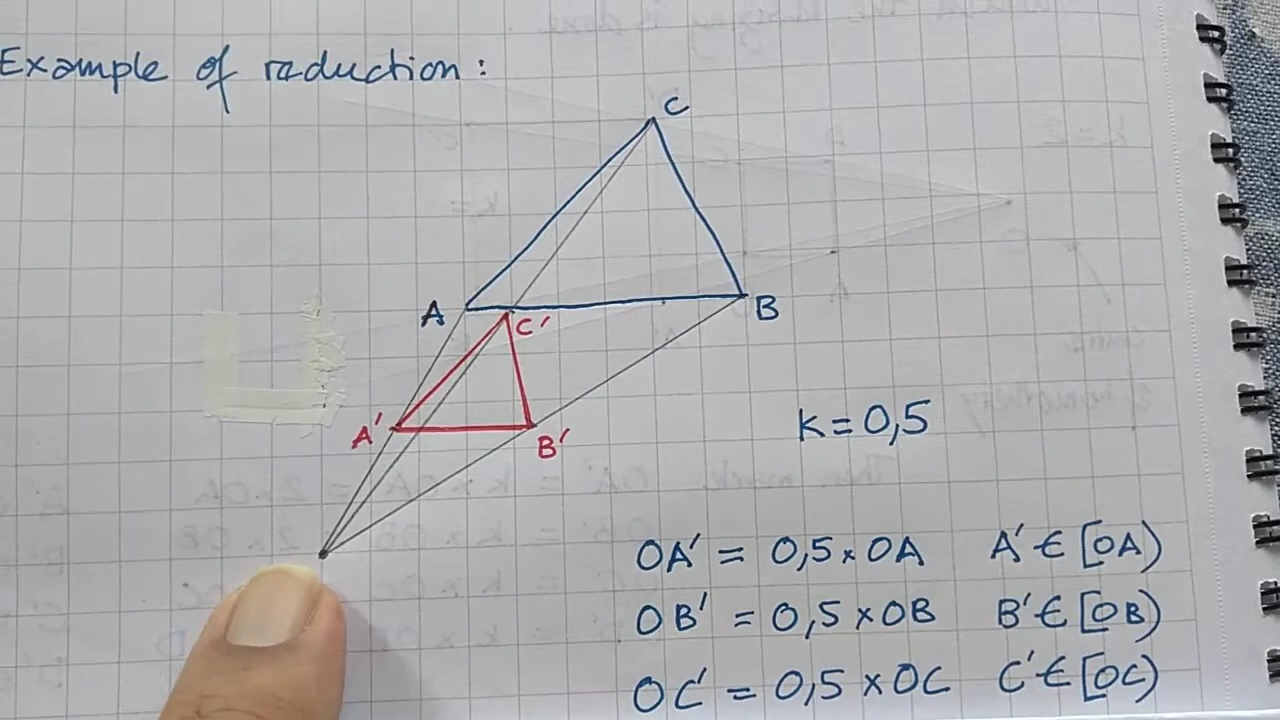 Example of raduction :
C
A
B
C'
A'
B'
K = 0,5
OA' = 0,5 × OA A' ∈ [OA)
OB' = 0,5 × OB B' ∈ [OB)
OC' = 0,5 × OC C' ∈ [OC)